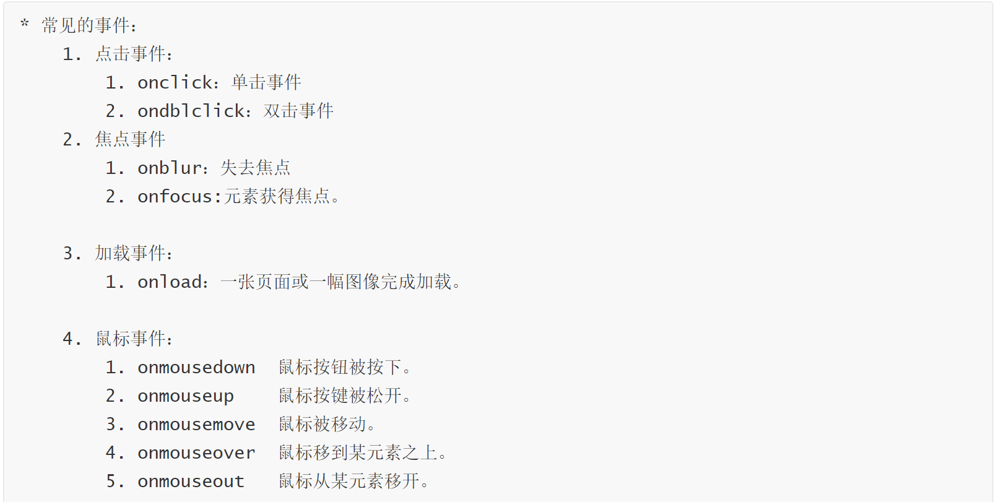 * 常见的事件：
1. 点击事件：
1. onclick：单击事件
2. ondblclick：双击事件
2. 焦点事件
1. onblur：失去焦点
2. onfocus:元素获得焦点。
3. 加载事件：
1. onload：一张页面或一幅图像完成加载。
4. 鼠标事件：
1. onmousedown 鼠标按钮被按下。
2. onmouseup 鼠标按键被松开。
3. onmousemove 鼠标被移动。
4. onmouseover 鼠标移到某元素之上。
5. onmouseout 鼠标从某元素移开。